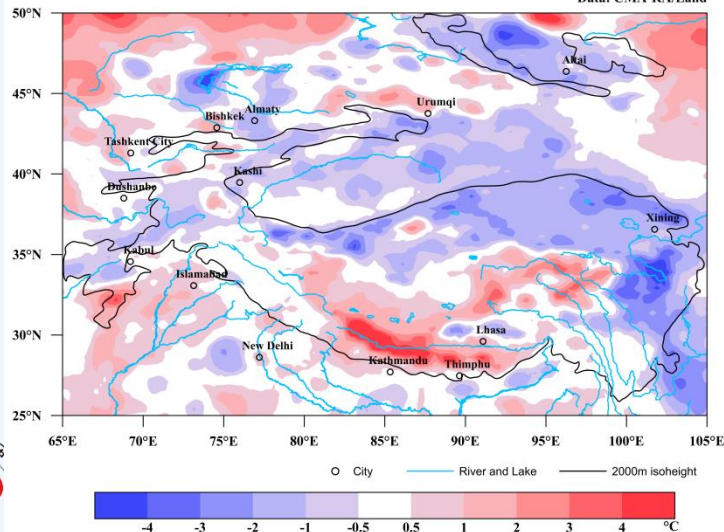 Data: CMA-RA/Land
50°N
45°N
40°N
35°N
30°N
25°N
Altai
Urumqi
Almaty
Bishkek
Tashkent City
Kashi
Dushanbe
Xining
Kabul
Islamabad
Lhasa
New Delhi
Kathmandu
Thimphu
65°E 70°E 75°E 80°E 85°E 90°E 95°E 100°E 105°E
City River and Lake 2000m isoheight
-4 -3 -2 -1 -0.5 0.5 1 2 3 4 °C